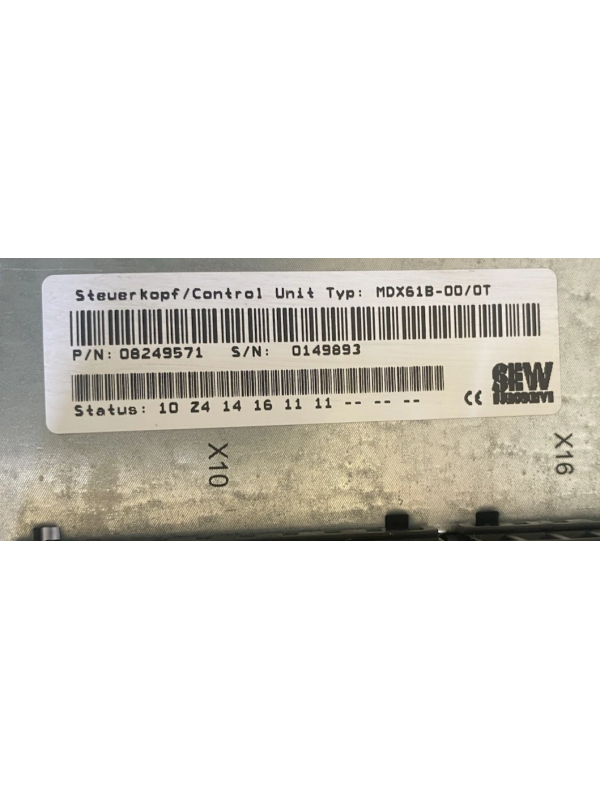 Steuerkopf/Control Unit Typ: MDX61B-00/0T
P/N: 08249571 S/N: 0149893
Status: 10 24 14 16 11 11 -- -- --
CE
SEW
EURODRIVE
X10
X16